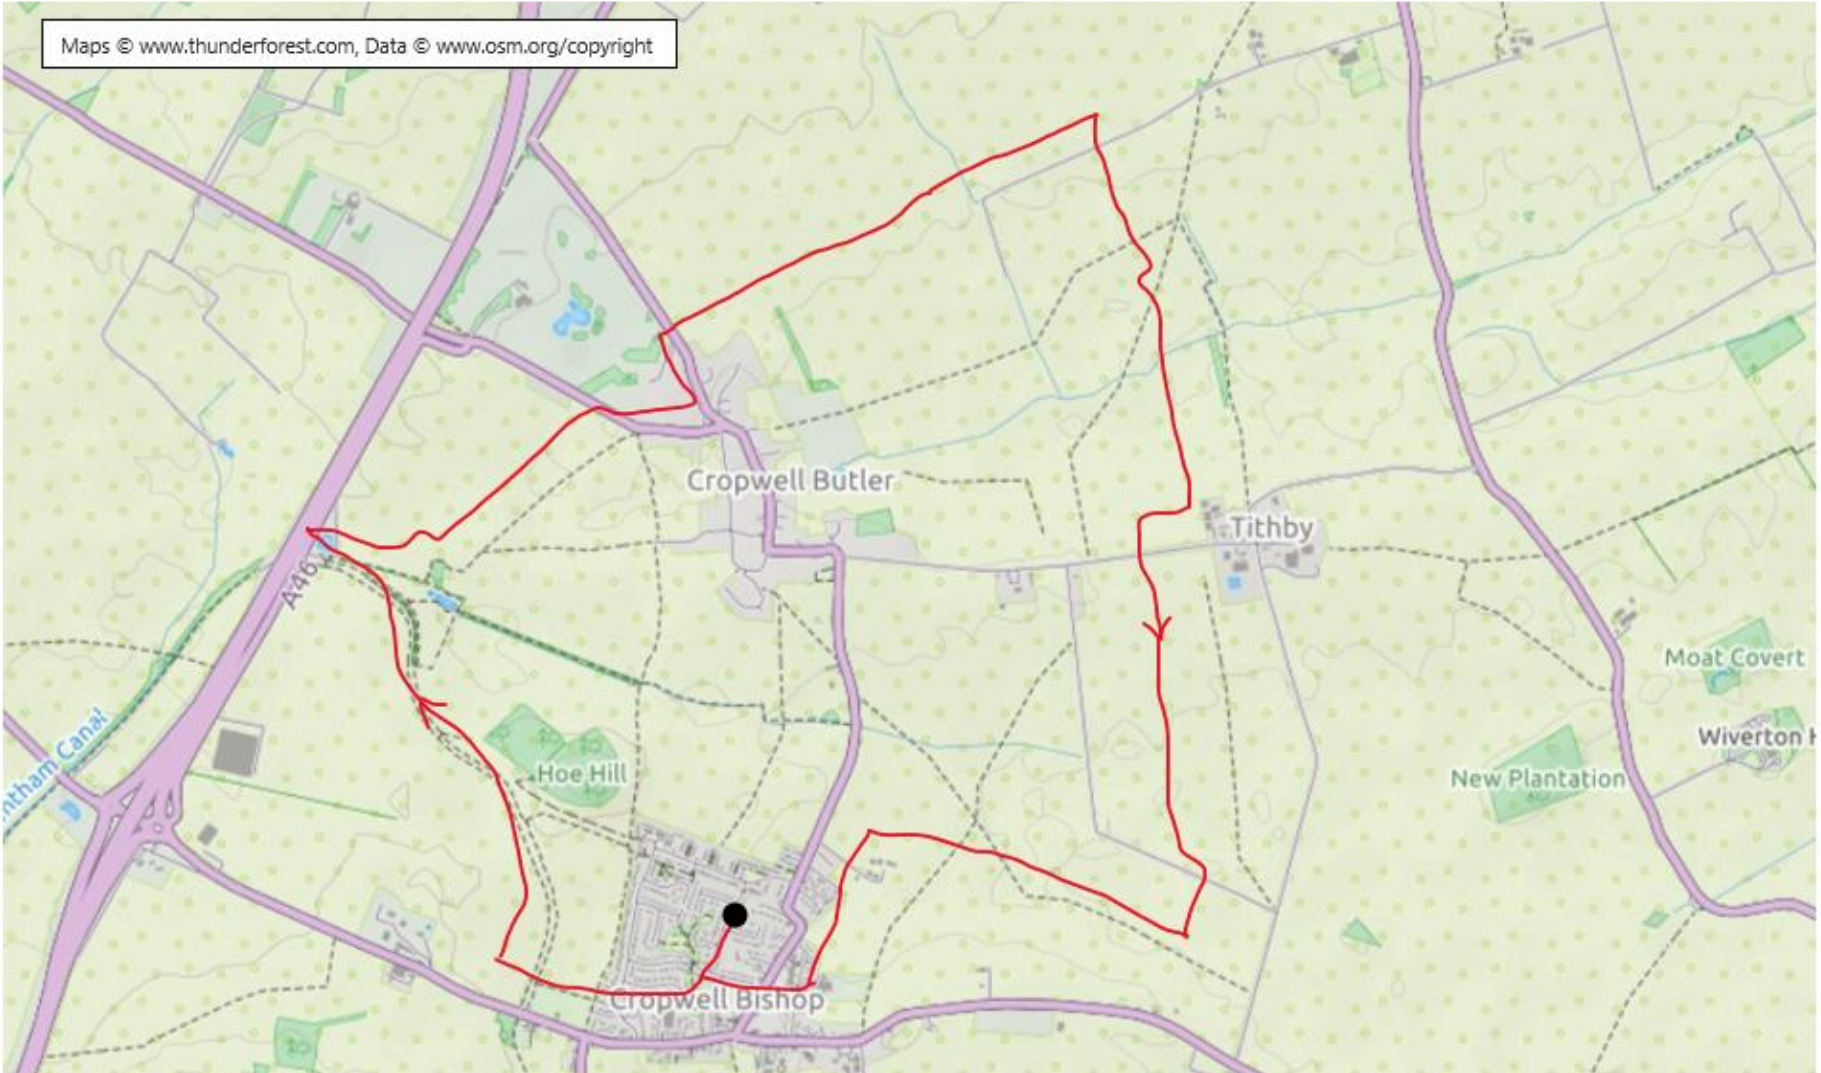 Maps © www.thunderforest.com, Data © www.osm.org/copyright
Cropwell Butler
Tithby
A46
Moat Covert
Wiverton H
New Plantation
ntham Canal
Hoe Hill
Cropwell Bishop